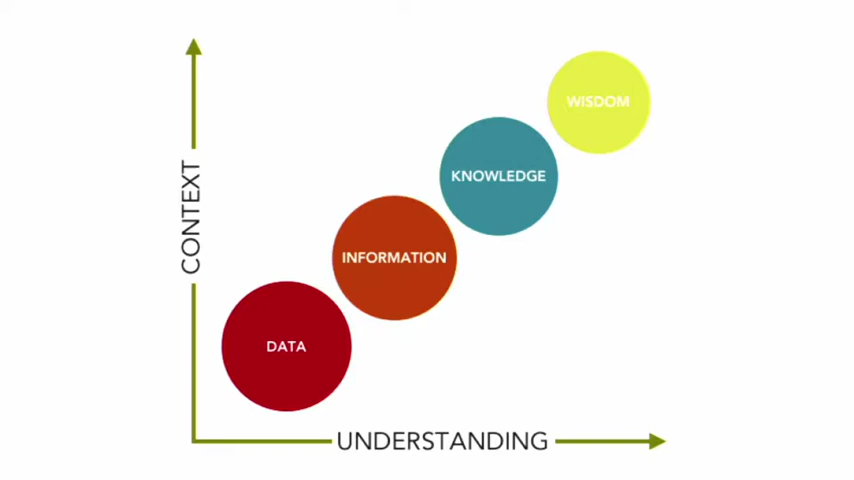 WISDOM
KNOWLEDGE
INFORMATION
DATA
CONTEXT
UNDERSTANDING